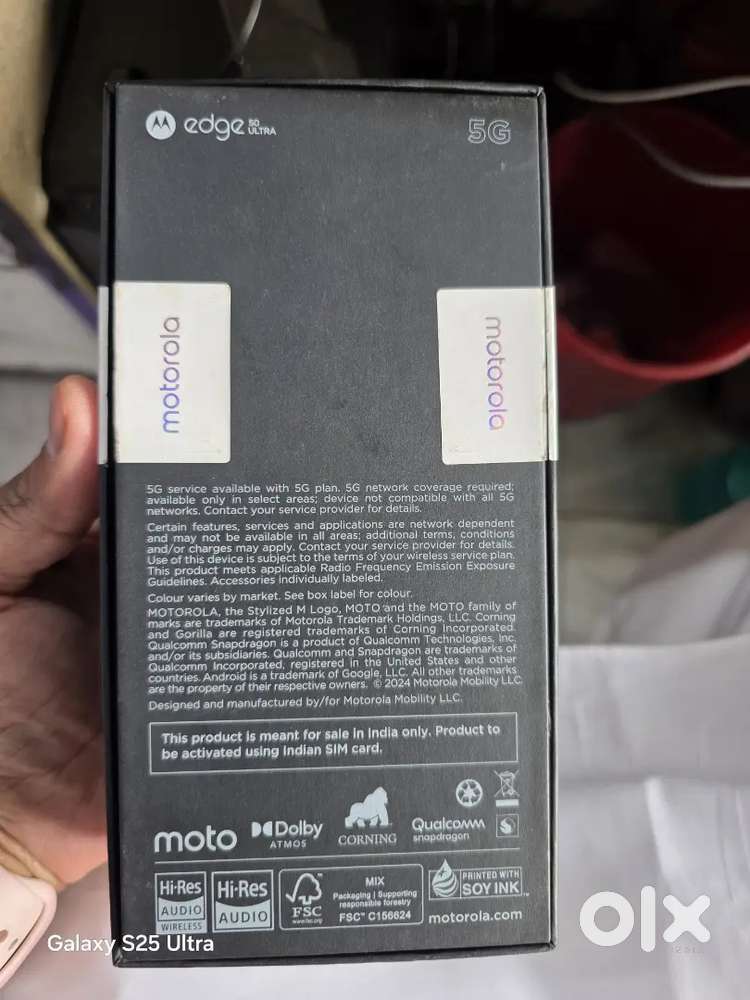 edge 50 ULTRA
5G
motorola
motorola
5G service available with 5G plan. 5G network coverage required;
available only in select areas; device not compatible with all 5G
networks. Contact your service provider for details.
Certain features, services and applications are network dependent
and may not be available in all areas; additional terms, conditions
and/or charges may apply. Contact your service provider for details.
Use of this device is subject to the terms of your wireless service plan.
This product meets applicable Radio Frequency Emission Exposure
Guidelines. Accessories individually labeled.
Colour varies by market. See box label for colour.
MOTOROLA, the Stylized M Logo, MOTO and the MOTO family of
marks are trademarks of Motorola Trademark Holdings, LLC. Corning
and Gorilla are registered trademarks of Corning Incorporated.
Qualcomm Snapdragon is a product of Qualcomm Technologies, Inc.
and/or its subsidiaries. Qualcomm and Snapdragon are trademarks of
Qualcomm Incorporated, registered in the United States and other
countries. Android is a trademark of Google, LLC. All other trademarks
are the property of their respective owners. © 2024 Motorola Mobility LLC.
Designed and manufactured by/for Motorola Mobility LLC.
This product is meant for sale in India only. Product to
be activated using Indian SIM card.
moto
Dolby
ATMOS
CORNING
Qualcomm
snapdragon
Hi-Res
AUDIO
WIRELESS
Hi-Res
AUDIO
FSC
www.fsc.org
MIX
Packaging | Supporting
responsible forestry
FSC™ C156624
PRINTED WITH
SOY INK™
motorola.com
Galaxy S25 Ultra
olx